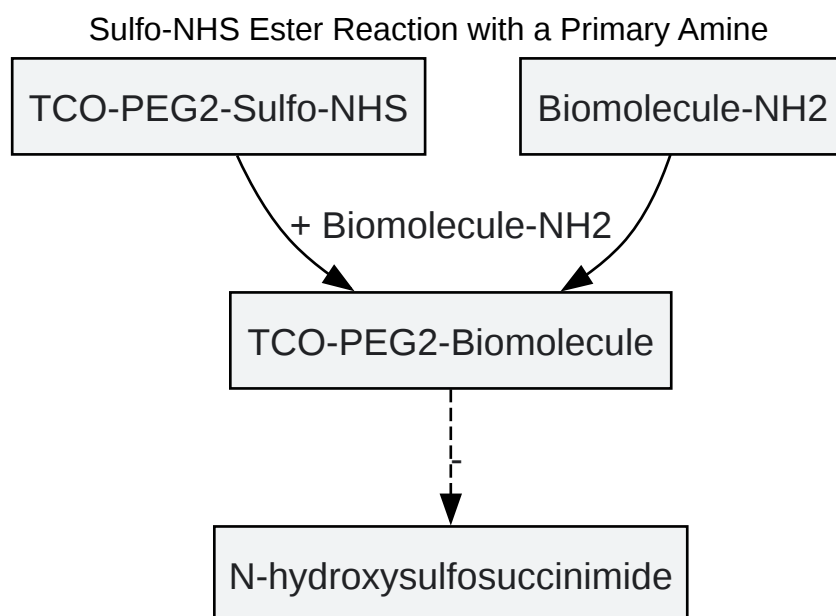 Sulfo-NHS Ester Reaction with a Primary Amine
TCO-PEG2-Sulfo-NHS
Biomolecule-NH2
+ Biomolecule-NH2
TCO-PEG2-Biomolecule
-
N-hydroxysulfosuccinimide